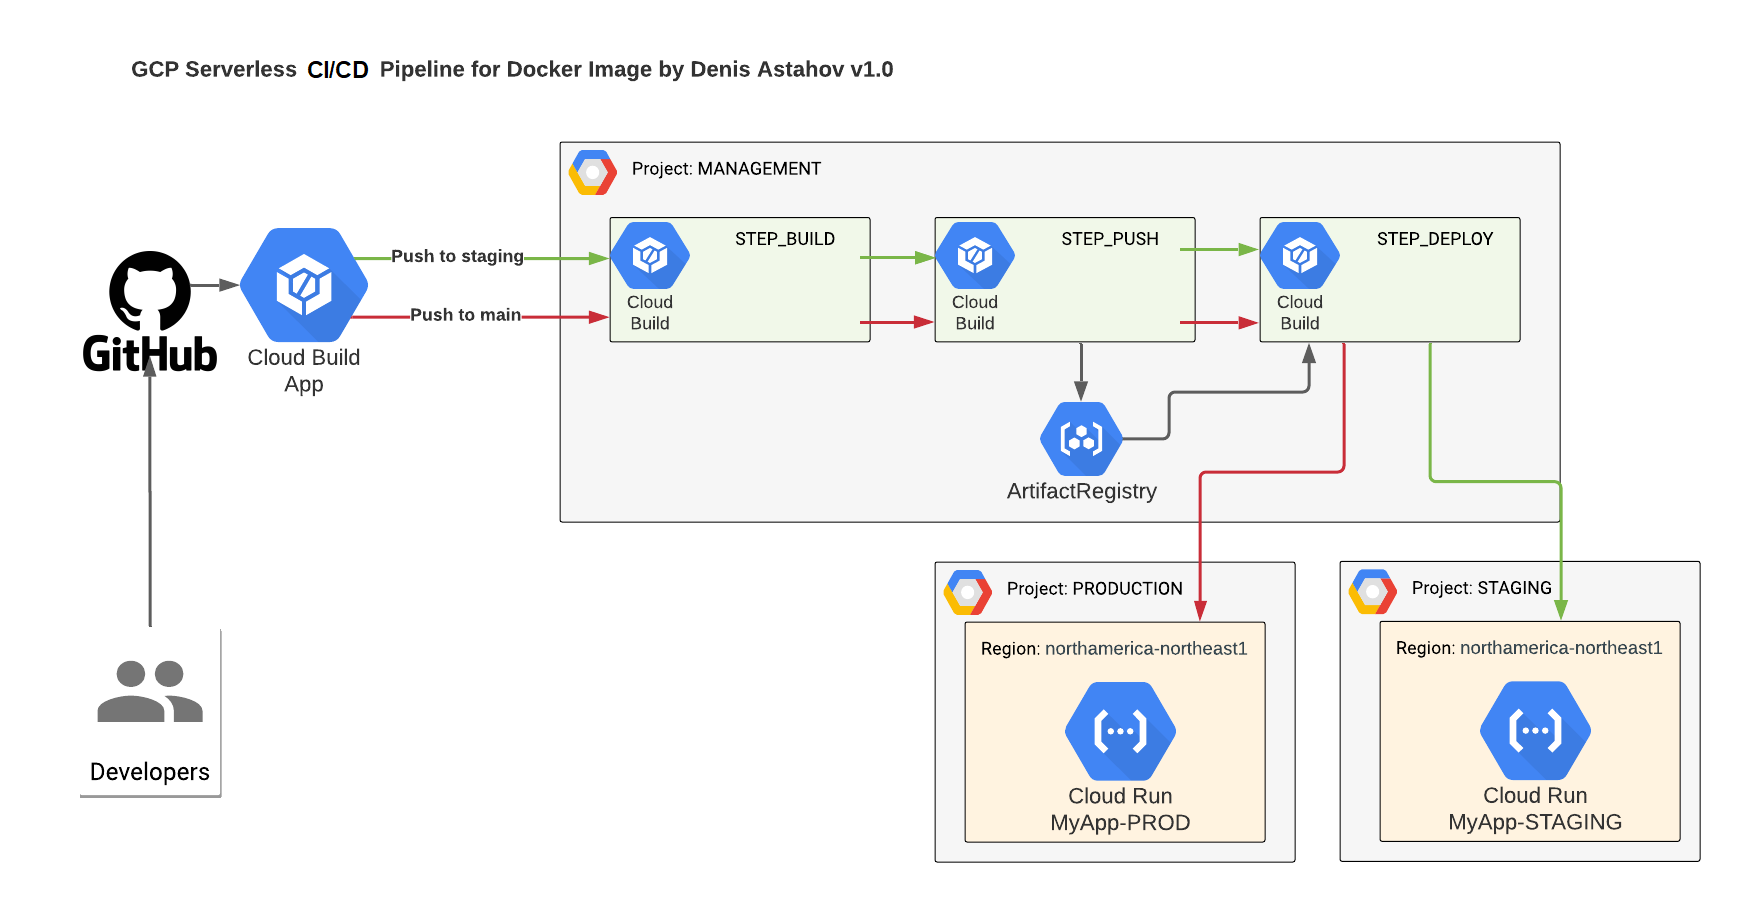 GCP Serverless CI/CD Pipeline for Docker Image by Denis Astahov v1.0
Project: MANAGEMENT
STEP_BUILD
STEP_PUSH
STEP_DEPLOY
Push to staging
Push to main
Cloud
Build
Cloud
Build
Cloud
Build
GitHub
Cloud Build
App
ArtifactRegistry
Project: PRODUCTION
Project: STAGING
Region: northamerica-northeast1
Region: northamerica-northeast1
Developers
Cloud Run
MyApp-PROD
Cloud Run
MyApp-STAGING